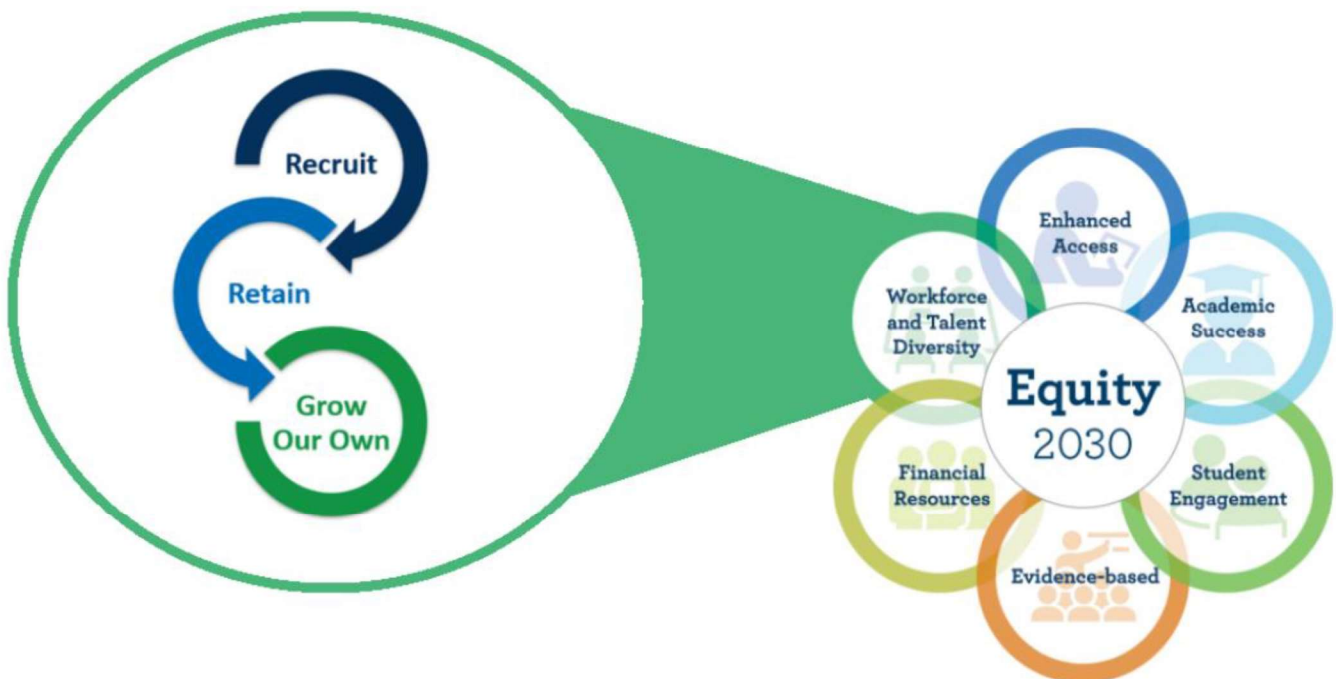 Recruit
Retain
Grow
Our Own
Enhanced
Access
Workforce
and Talent
Diversity
Academic
Success
Equity
2030
Financial
Resources
Student
Engagement
Evidence-based